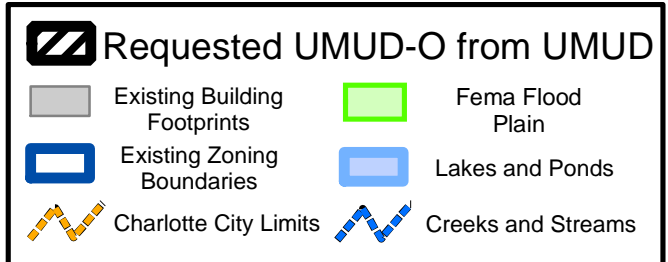 Requested UMUD-O from UMUD
Existing Building
Footprints
Fema Flood
Plain
Existing Zoning
Boundaries
Lakes and Ponds
Charlotte City Limits
Creeks and Streams